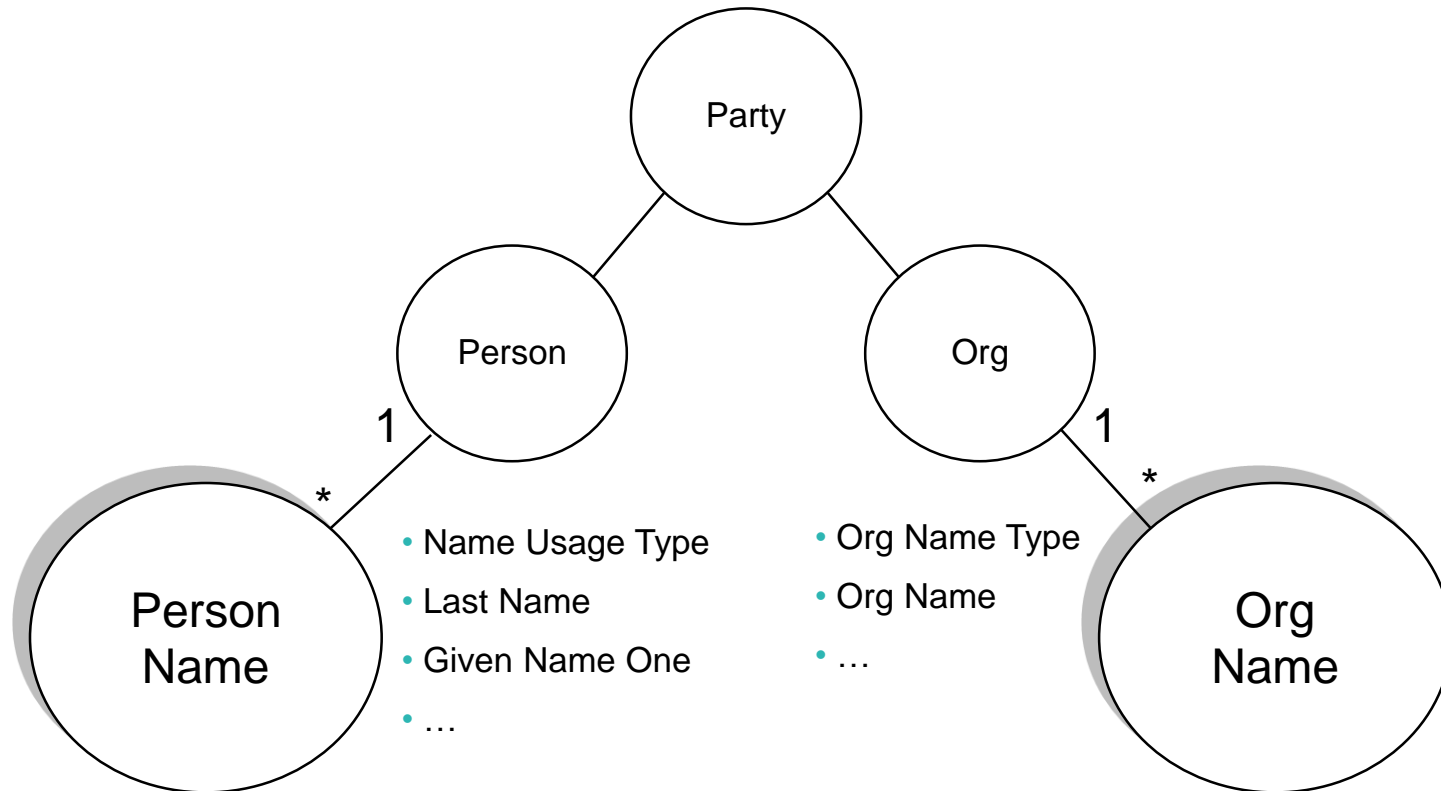 Party
Person
Org
1
1
*
*
• Name Usage Type
• Last Name
• Given Name One
• …
• Org Name Type
• Org Name
• …
Person
Name
Org
Name